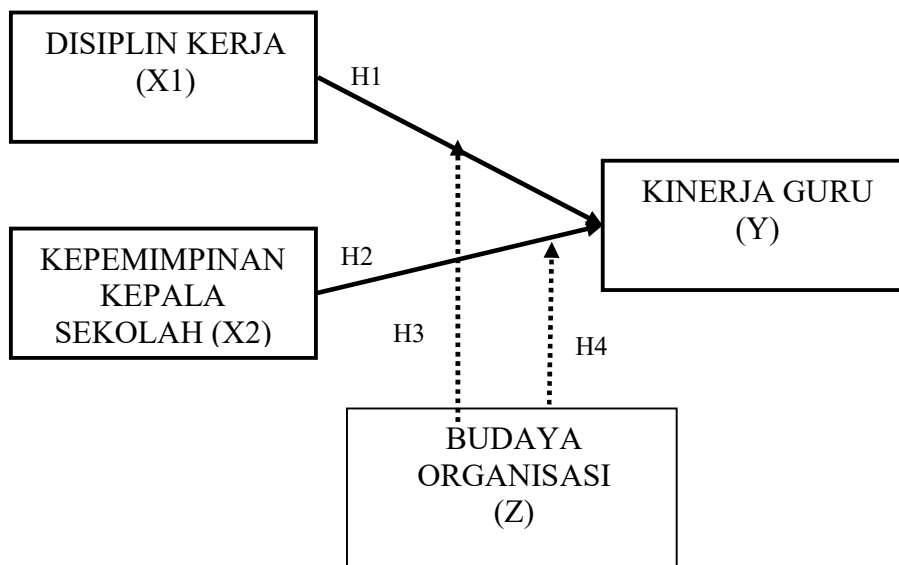 DISIPLIN KERJA
(X1)
H1
KINERJA GURU
(Y)
KEPEMIMPINAN
KEPALA
SEKOLAH (X2)
H2
H3
H4
BUDAYA
ORGANISASI
(Z)